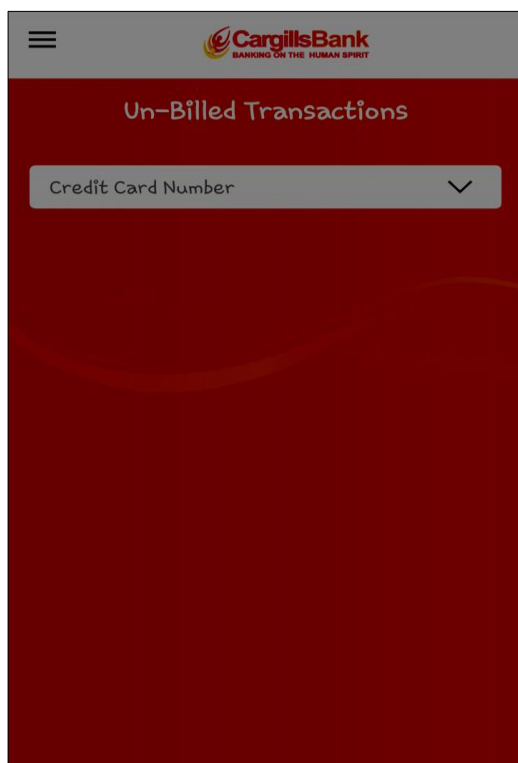 CargillsBank
BANKING ON THE HUMAN SPIRIT
Un-Billed Transactions
Credit Card Number